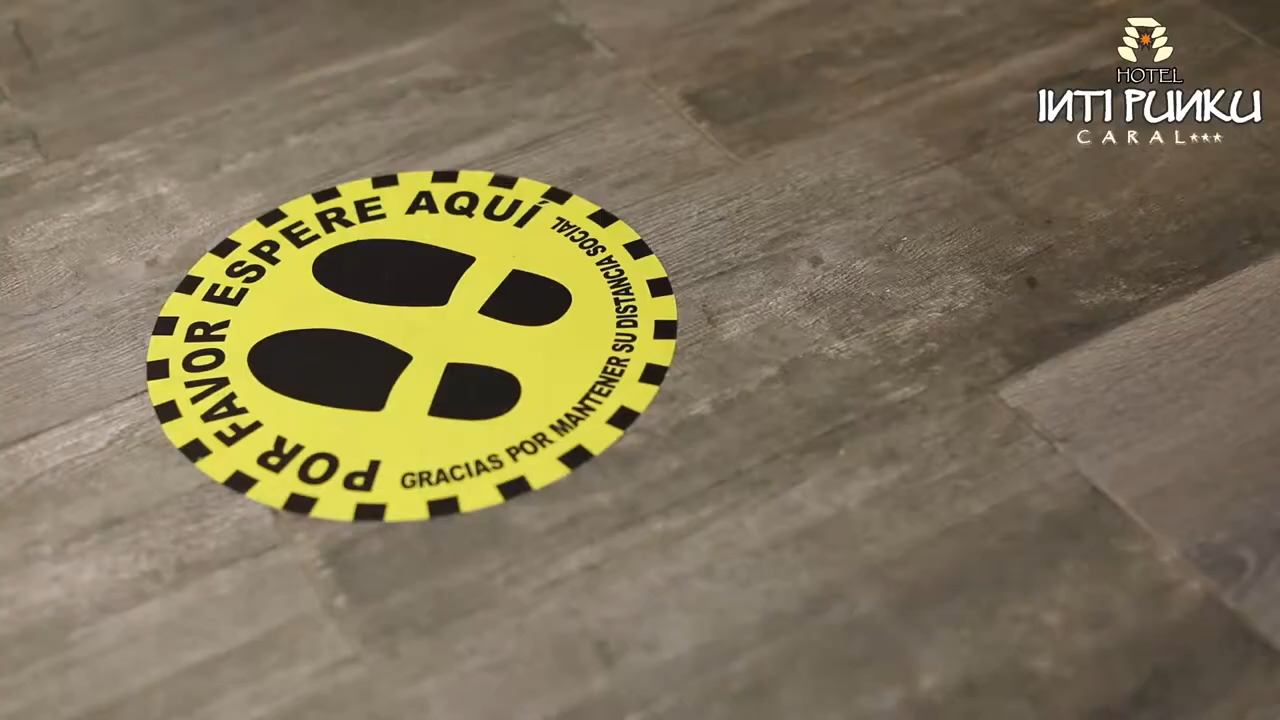 HOTEL
INTI PUNKU
CARAL***
POR FAVOR ESPERE AQUÍ
GRACIAS POR MANTENER SU DISTANCIA SOCIAL